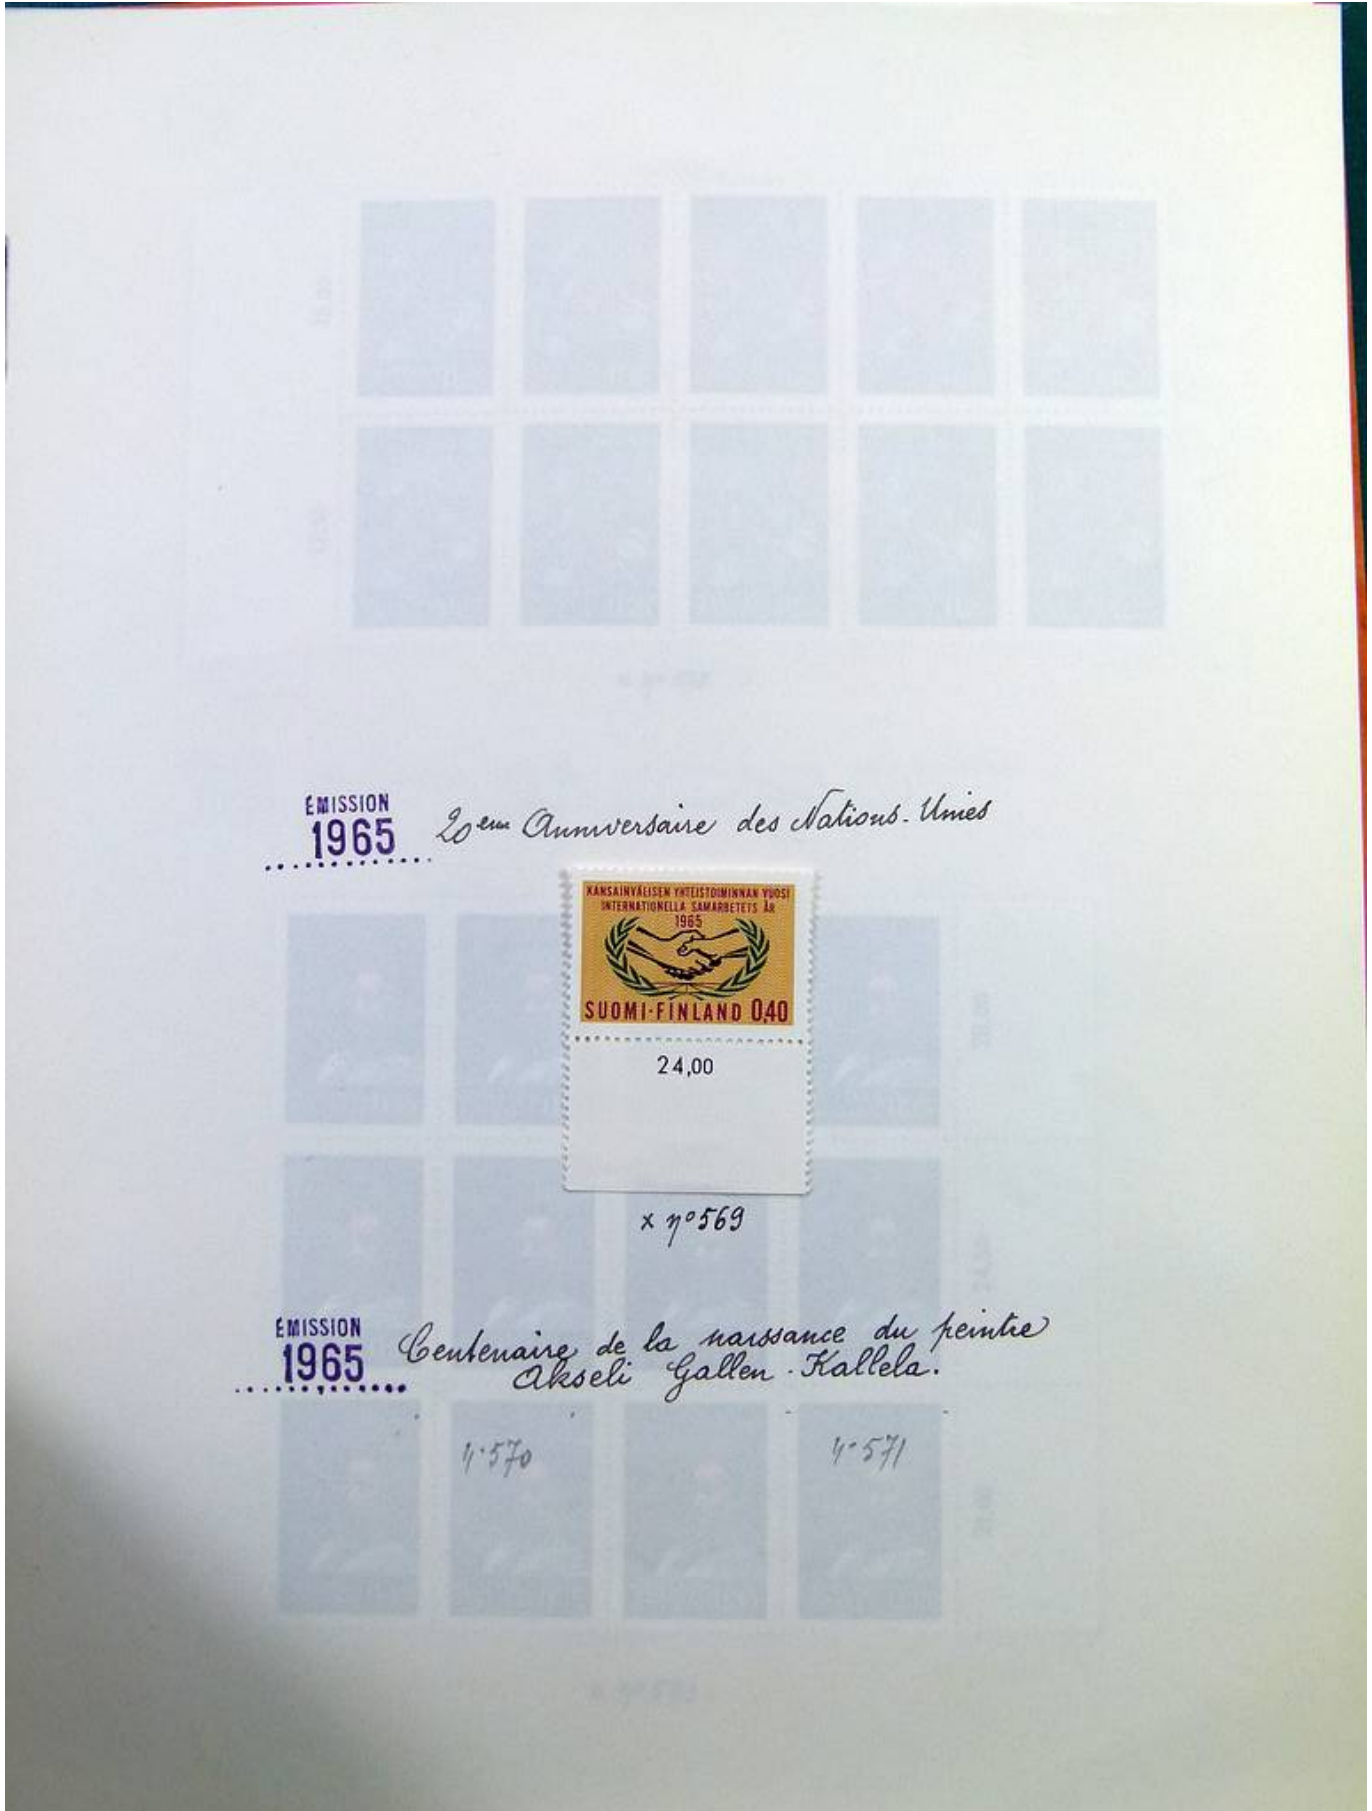 ÉMISSION
1965
20eme Anniversaire des Nations-Unies
KANSAINVÄLISEN YHTEISTOIMINNAN VUOSI
INTERNATIONELLA SAMARBETETS ÅR
1965
SUOMI-FINLAND 0,40
24,00
x n°569
ÉMISSION
1965
Centenaire de la naissance du peintre
Akseli Gallen-Kallela.
n°570
n°571